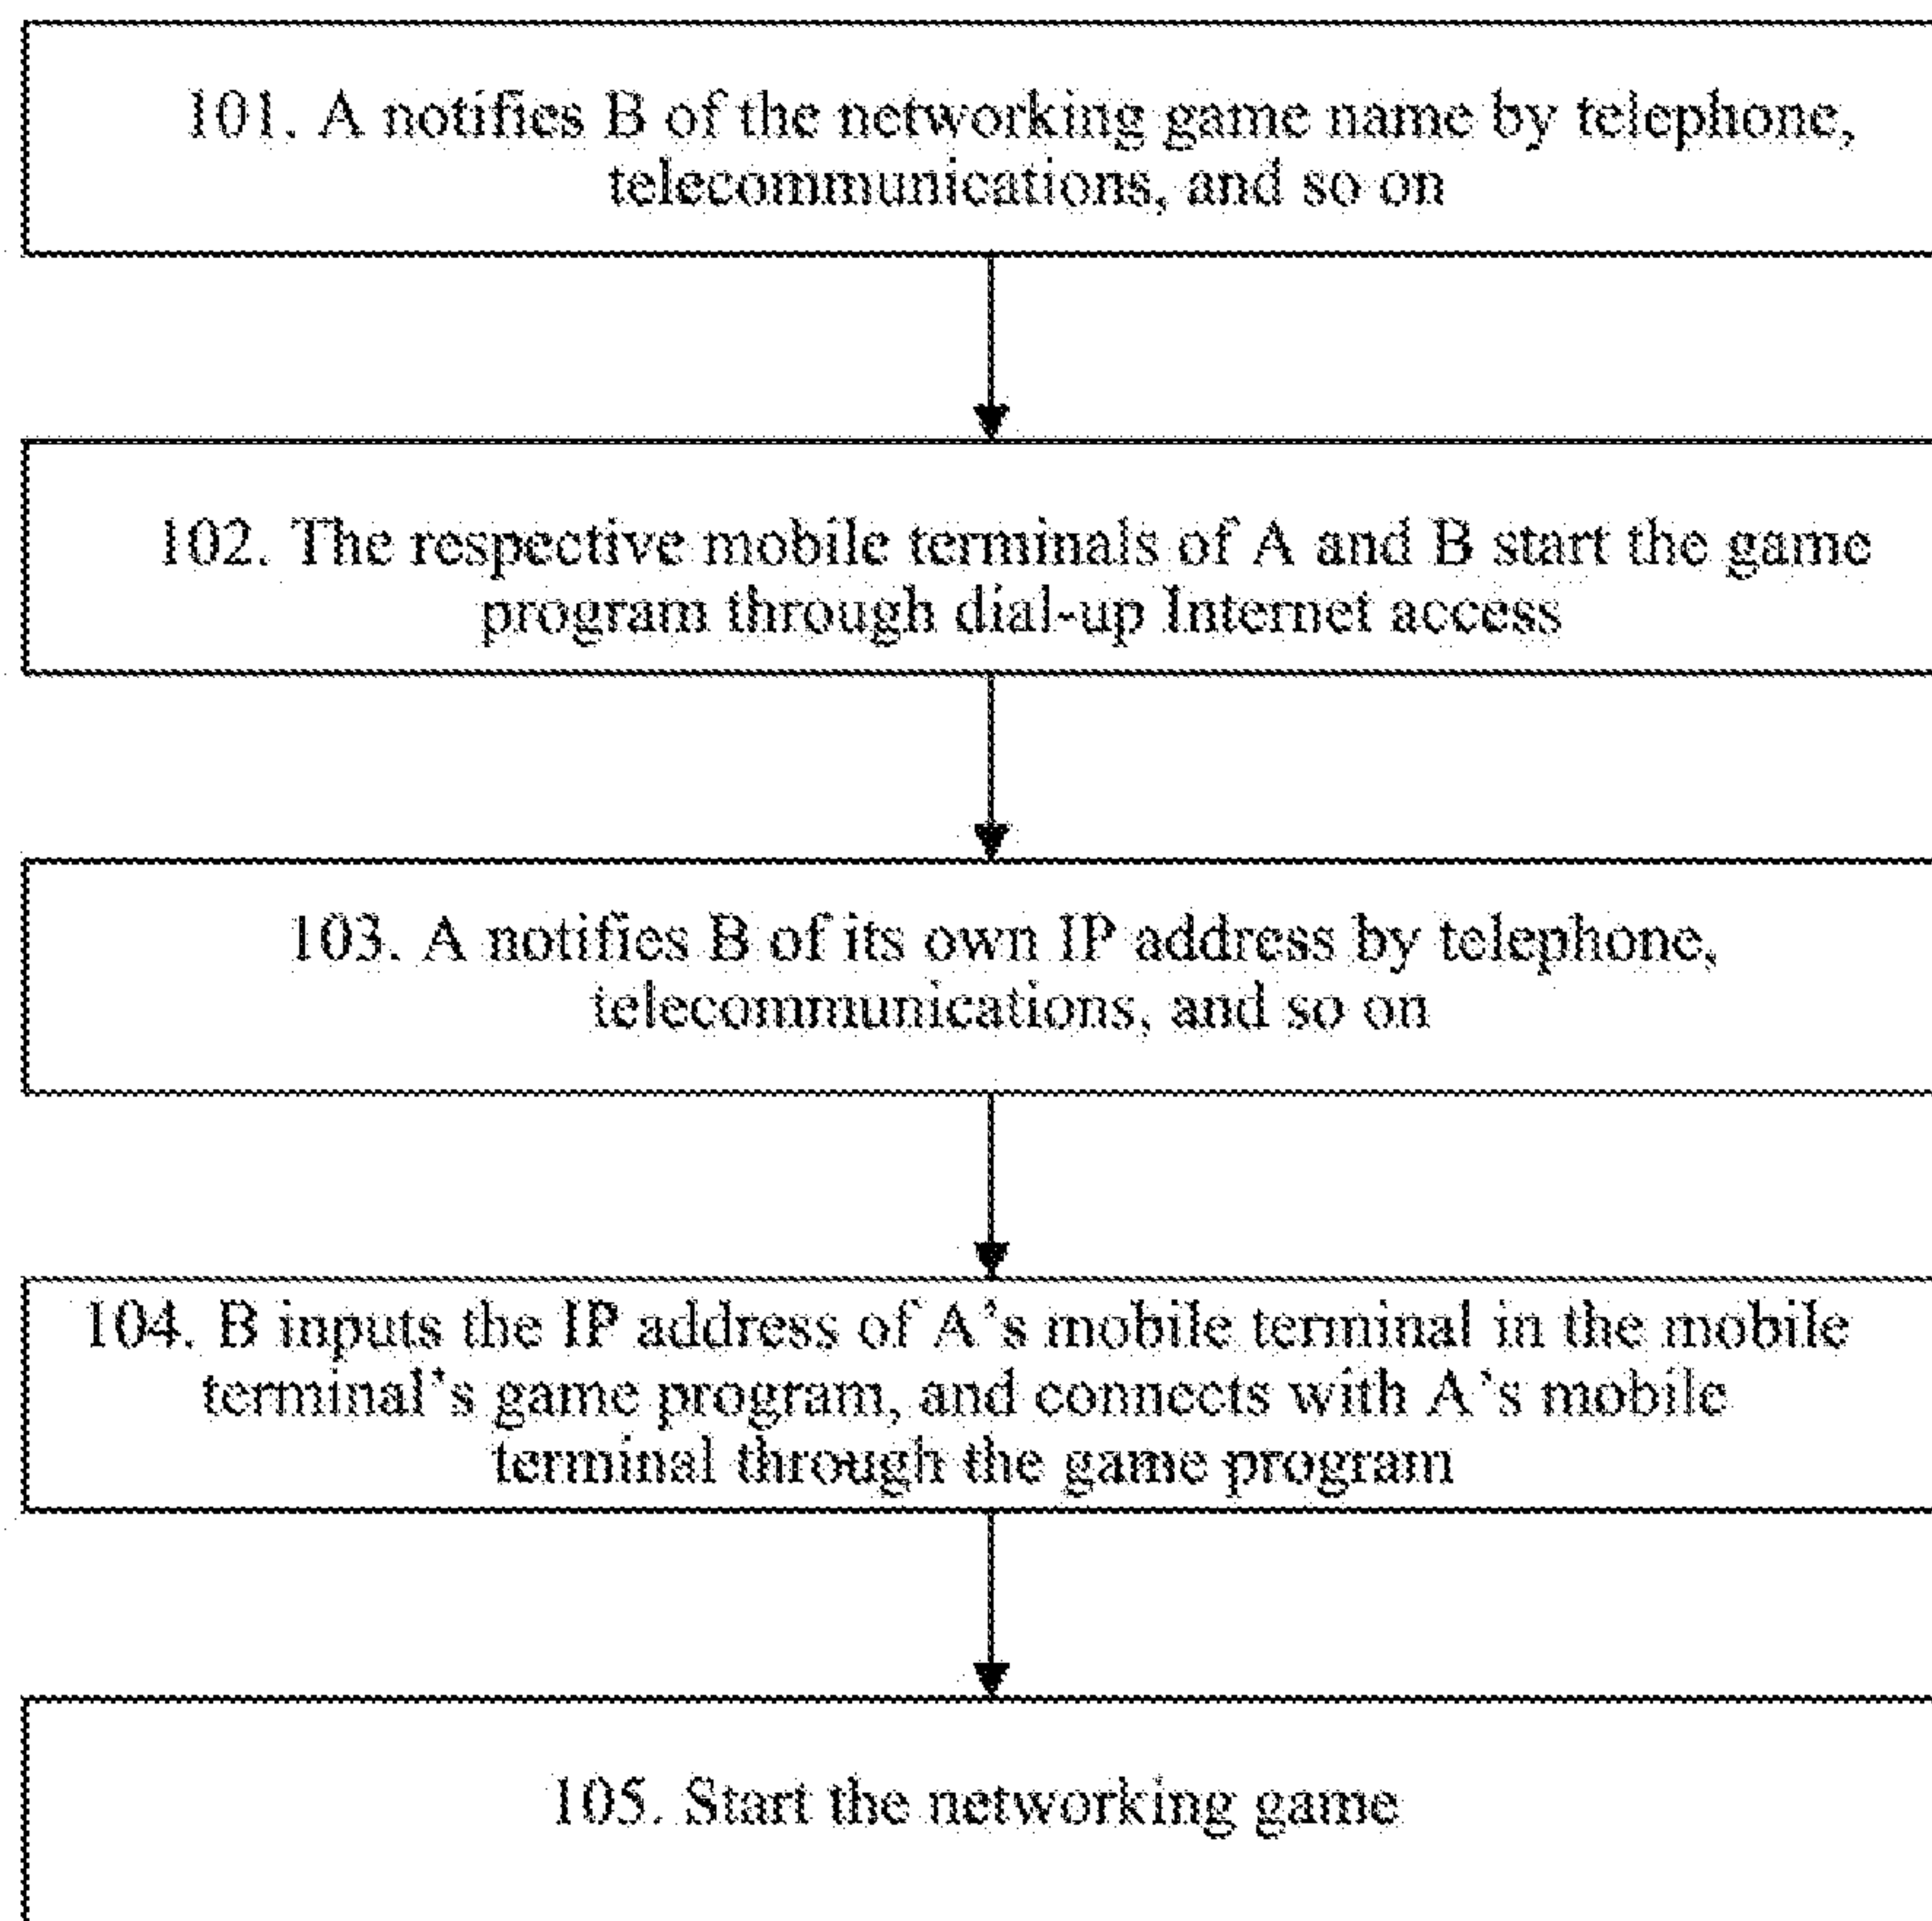 101. A notifies B of the networking game name by telephone,
telecommunications, and so on
102. The respective mobile terminals of A and B start the game
program through dial-up Internet access
103. A notifies B of its own IP address by telephone,
telecommunications, and so on
104. B inputs the IP address of A's mobile terminal in the mobile
terminal's game program, and connects with A's mobile
terminal through the game program
105. Start the networking game